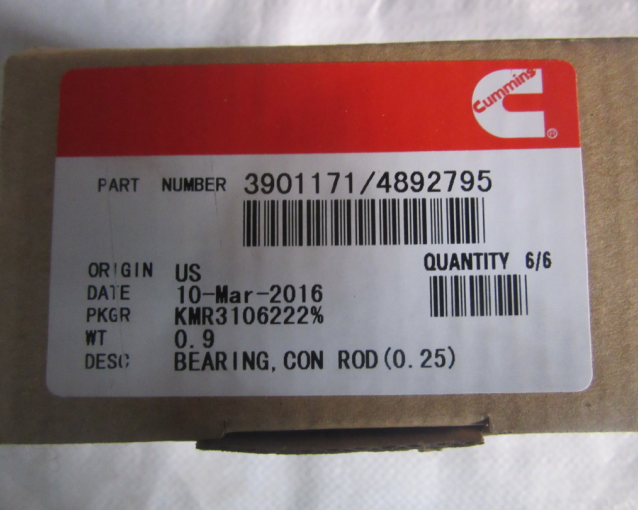 Cummins
®
PART NUMBER 3901171/4892795
QUANTITY 6/6
ORIGIN US
DATE 10-Mar-2016
PKGR KMR3106222%
WT 0.9
DESC BEARING, CON ROD(0.25)